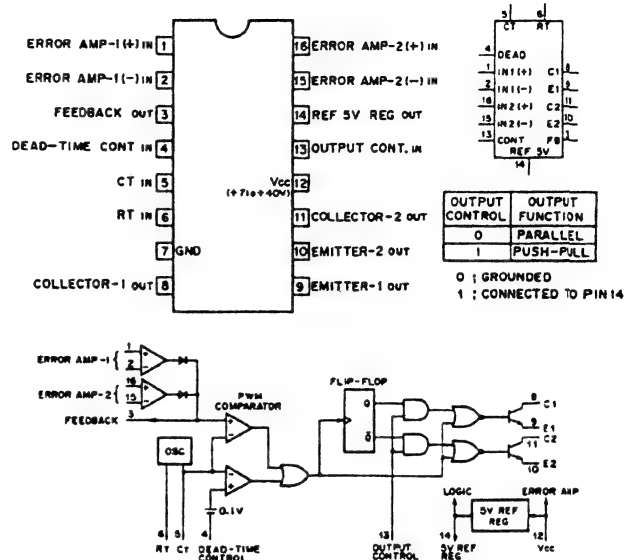 ERROR AMP-1(+) IN 1
ERROR AMP-1(-) IN 2
FEEDBACK OUT 3
DEAD-TIME CONT IN 4
CT IN 5
RT IN 6
7 GND
COLLECTOR-1 OUT 8
16 ERROR AMP-2(+) IN
15 ERROR AMP-2(-) IN
14 REF 5V REG OUT
13 OUTPUT CONT. IN
Vcc 12
(+7 to +40V)
11 COLLECTOR-2 OUT
10 EMITTER-2 OUT
9 EMITTER-1 OUT
5 6
CT RT
4 DEAD
1 IN1(+) C1 8
2 IN1(-) E1 9
16 IN2(+) C2 11
15 IN2(-) E2 10
13 CONT FB 3
REF 5V
14
OUTPUT CONTROL OUTPUT FUNCTION
0 PARALLEL
1 PUSH-PULL
0 ; GROUNDED
1 ; CONNECTED TO PIN 14
ERROR AMP-1 1 + 2 -
ERROR AMP-2 16 + 15 -
FEEDBACK 3
PWM
COMPARATOR
+
-
OSC
-
+
0.1V
6 5 4
RT CT DEAD-TIME
CONTROL
FLIP-FLOP
Q
Q̅
8 C1
9 E1
11 C2
10 E2
LOGIC ERROR AMP
5V REF
REG
13 14 12
OUTPUT
CONTROL
5V REF
REG
Vcc